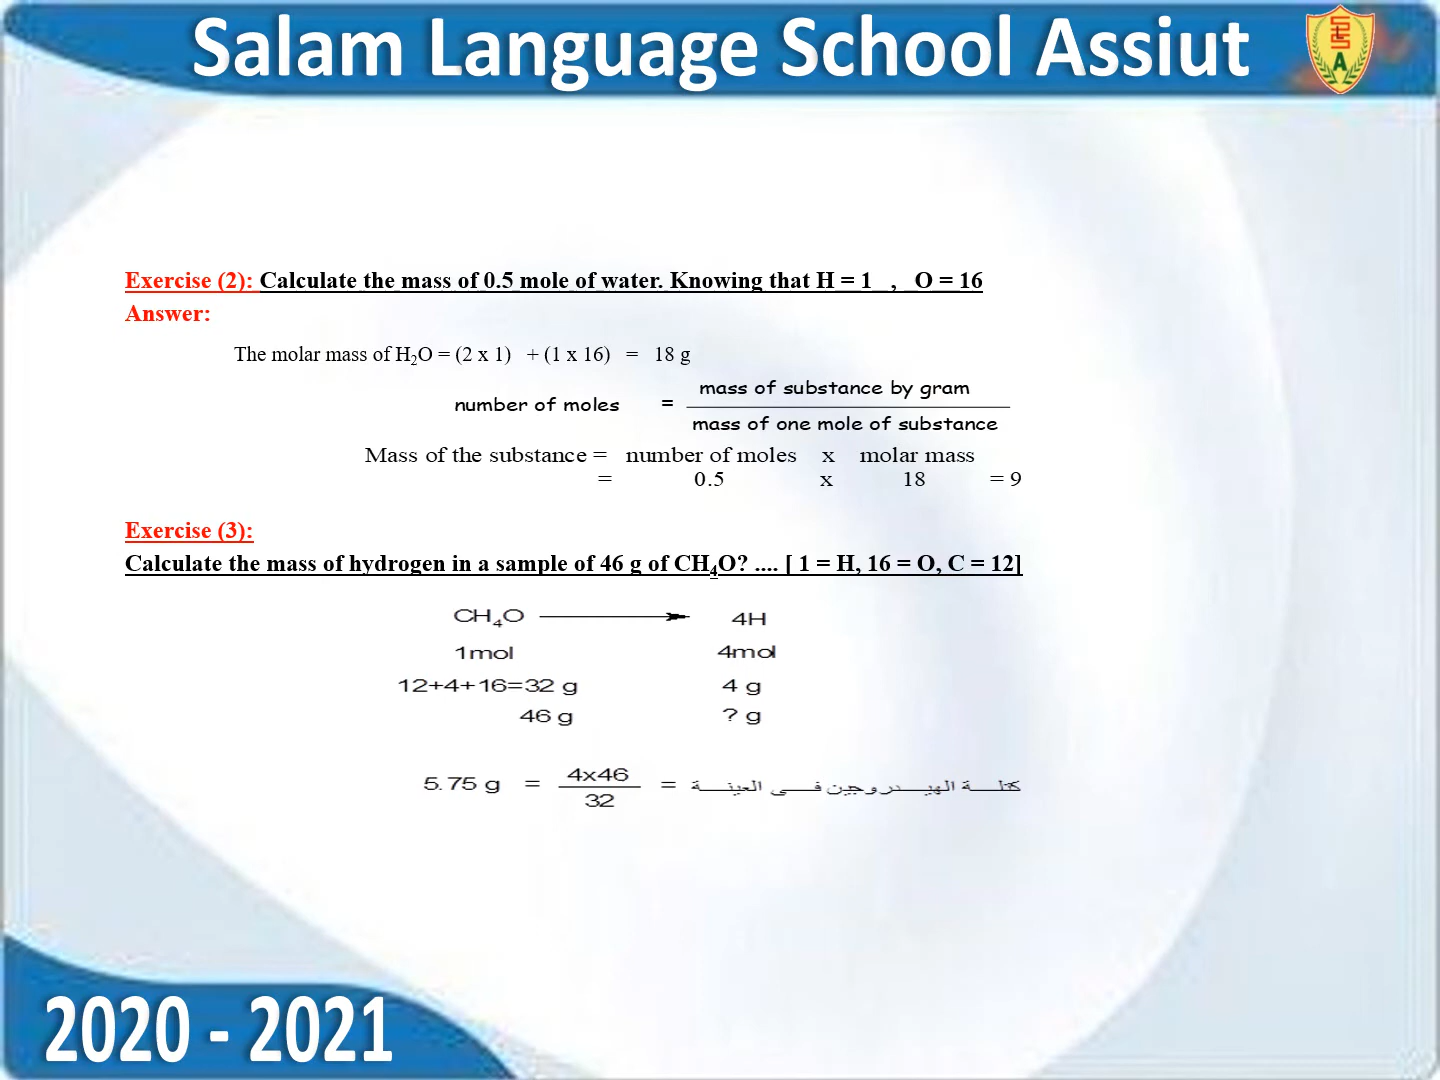 Salam Language School Assiut
Exercise (2): Calculate the mass of 0.5 mole of water. Knowing that H = 1 , O = 16
Answer:
The molar mass of H₂O = (2 x 1) + (1 x 16) = 18 g
mass of substance by gram
number of moles =
mass of one mole of substance
Mass of the substance = number of moles x molar mass
= 0.5 x 18 = 9
Exercise (3):
Calculate the mass of hydrogen in a sample of 46 g of CH₄O? .... [ 1 = H, 16 = O, C = 12]
CH₄O 4H
1mol 4mol
12+4+16=32 g 4 g
46 g ? g
5.75 g = 4x46 / 32 = كتلـــة الهيـــدروجين فـــى العينـــة
2020 - 2021